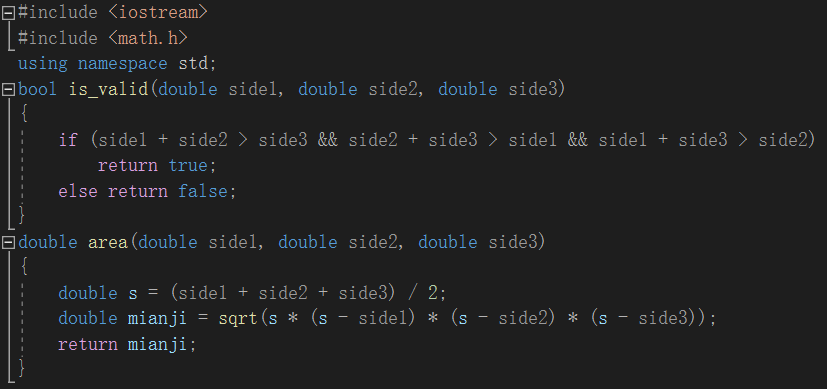 #include <iostream>
#include <math.h>
using namespace std;
bool is_valid(double side1, double side2, double side3)
{
if (side1 + side2 > side3 && side2 + side3 > side1 && side1 + side3 > side2)
return true;
else return false;
}
double area(double side1, double side2, double side3)
{
double s = (side1 + side2 + side3) / 2;
double mianji = sqrt(s * (s - side1) * (s - side2) * (s - side3));
return mianji;
}